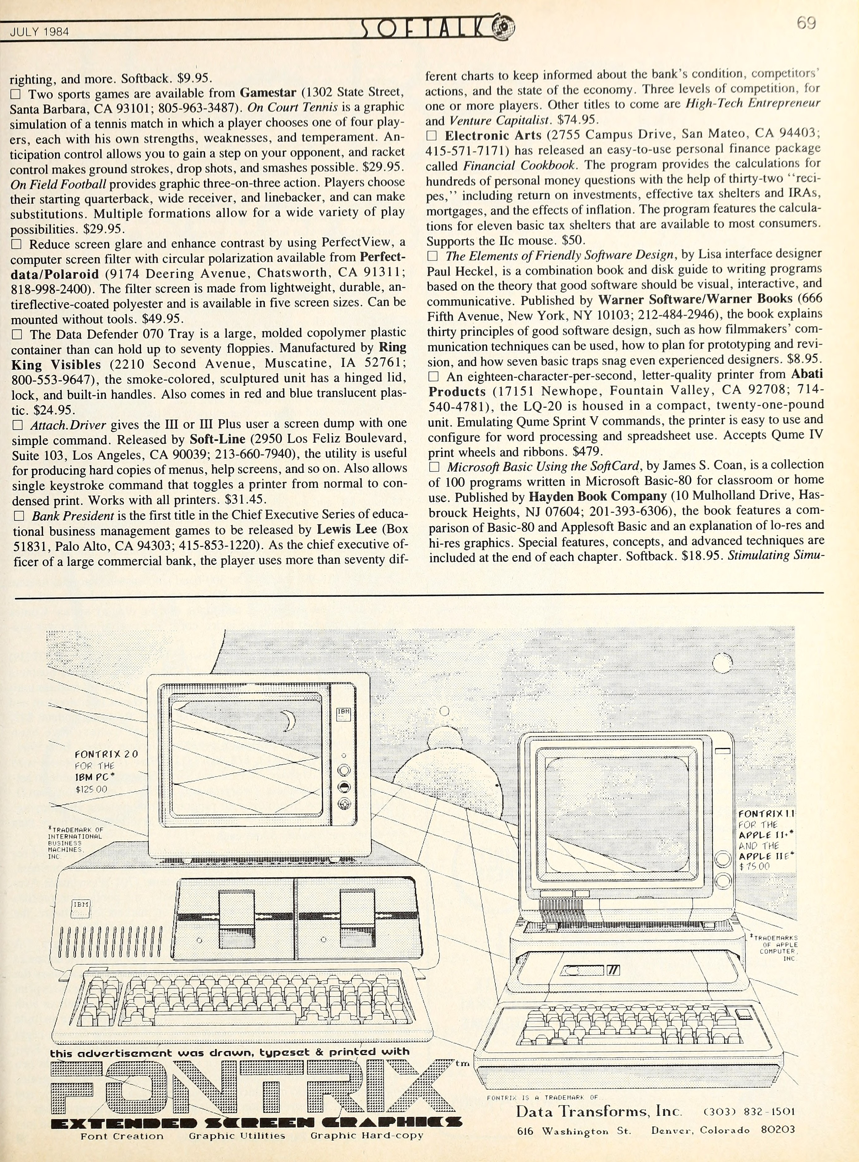 JULY 1984
SOFTALK
69
righting, and more. Softback. $9.95.
□ Two sports games are available from Gamestar (1302 State Street,
Santa Barbara, CA 93101; 805-963-3487). On Court Tennis is a graphic
simulation of a tennis match in which a player chooses one of four play-
ers, each with his own strengths, weaknesses, and temperament. An-
ticipation control allows you to gain a step on your opponent, and racket
control makes ground strokes, drop shots, and smashes possible. $29.95.
On Field Football provides graphic three-on-three action. Players choose
their starting quarterback, wide receiver, and linebacker, and can make
substitutions. Multiple formations allow for a wide variety of play
possibilities. $29.95.
□ Reduce screen glare and enhance contrast by using PerfectView, a
computer screen filter with circular polarization available from Perfect-
data/Polaroid (9174 Deering Avenue, Chatsworth, CA 91311;
818-998-2400). The filter screen is made from lightweight, durable, an-
tireflective-coated polyester and is available in five screen sizes. Can be
mounted without tools. $49.95.
□ The Data Defender 070 Tray is a large, molded copolymer plastic
container than can hold up to seventy floppies. Manufactured by Ring
King Visibles (2210 Second Avenue, Muscatine, IA 52761;
800-553-9647), the smoke-colored, sculptured unit has a hinged lid,
lock, and built-in handles. Also comes in red and blue translucent plas-
tic. $24.95.
□ Attach.Driver gives the III or III Plus user a screen dump with one
simple command. Released by Soft-Line (2950 Los Feliz Boulevard,
Suite 103, Los Angeles, CA 90039; 213-660-7940), the utility is useful
for producing hard copies of menus, help screens, and so on. Also allows
single keystroke command that toggles a printer from normal to con-
densed print. Works with all printers. $31.45.
□ Bank President is the first title in the Chief Executive Series of educa-
tional business management games to be released by Lewis Lee (Box
51831, Palo Alto, CA 94303; 415-853-1220). As the chief executive of-
ficer of a large commercial bank, the player uses more than seventy dif-
ferent charts to keep informed about the bank's condition, competitors'
actions, and the state of the economy. Three levels of competition, for
one or more players. Other titles to come are High-Tech Entrepreneur
and Venture Capitalist. $74.95.
□ Electronic Arts (2755 Campus Drive, San Mateo, CA 94403;
415-571-7171) has released an easy-to-use personal finance package
called Financial Cookbook. The program provides the calculations for
hundreds of personal money questions with the help of thirty-two "reci-
pes," including return on investments, effective tax shelters and IRAs,
mortgages, and the effects of inflation. The program features the calcula-
tions for eleven basic tax shelters that are available to most consumers.
Supports the IIc mouse. $50.
□ The Elements of Friendly Software Design, by Lisa interface designer
Paul Heckel, is a combination book and disk guide to writing programs
based on the theory that good software should be visual, interactive, and
communicative. Published by Warner Software/Warner Books (666
Fifth Avenue, New York, NY 10103; 212-484-2946), the book explains
thirty principles of good software design, such as how filmmakers' com-
munication techniques can be used, how to plan for prototyping and revi-
sion, and how seven basic traps snag even experienced designers. $8.95.
□ An eighteen-character-per-second, letter-quality printer from Abati
Products (17151 Newhope, Fountain Valley, CA 92708; 714-
540-4781), the LQ-20 is housed in a compact, twenty-one-pound
unit. Emulating Qume Sprint V commands, the printer is easy to use and
configure for word processing and spreadsheet use. Accepts Qume IV
print wheels and ribbons. $479.
□ Microsoft Basic Using the SoftCard, by James S. Coan, is a collection
of 100 programs written in Microsoft Basic-80 for classroom or home
use. Published by Hayden Book Company (10 Mulholland Drive, Has-
brouck Heights, NJ 07604; 201-393-6306), the book features a com-
parison of Basic-80 and Applesoft Basic and an explanation of lo-res and
hi-res graphics. Special features, concepts, and advanced techniques are
included at the end of each chapter. Softback. $18.95. Stimulating Simu-
FONTRIX 2.0
FOR THE
IBM PC*
$125.00
*TRADEMARK OF
INTERNATIONAL
BUSINESS
MACHINES,
INC.
IBM
IBM
FONTRIX II
FOR THE
APPLE II+*
AND THE
APPLE IIE*
$75.00
*TRADEMARKS
OF APPLE
COMPUTER,
INC.
this advertisement was drawn, typeset & printed with
FONTRIX™
EXTENDED SCREEN GRAPHICS
Font Creation Graphic Utilities Graphic Hard-copy
FONTRIX IS A TRADEMARK OF
Data Transforms, Inc. (303) 832-1501
616 Washington St. Denver, Colorado 80203